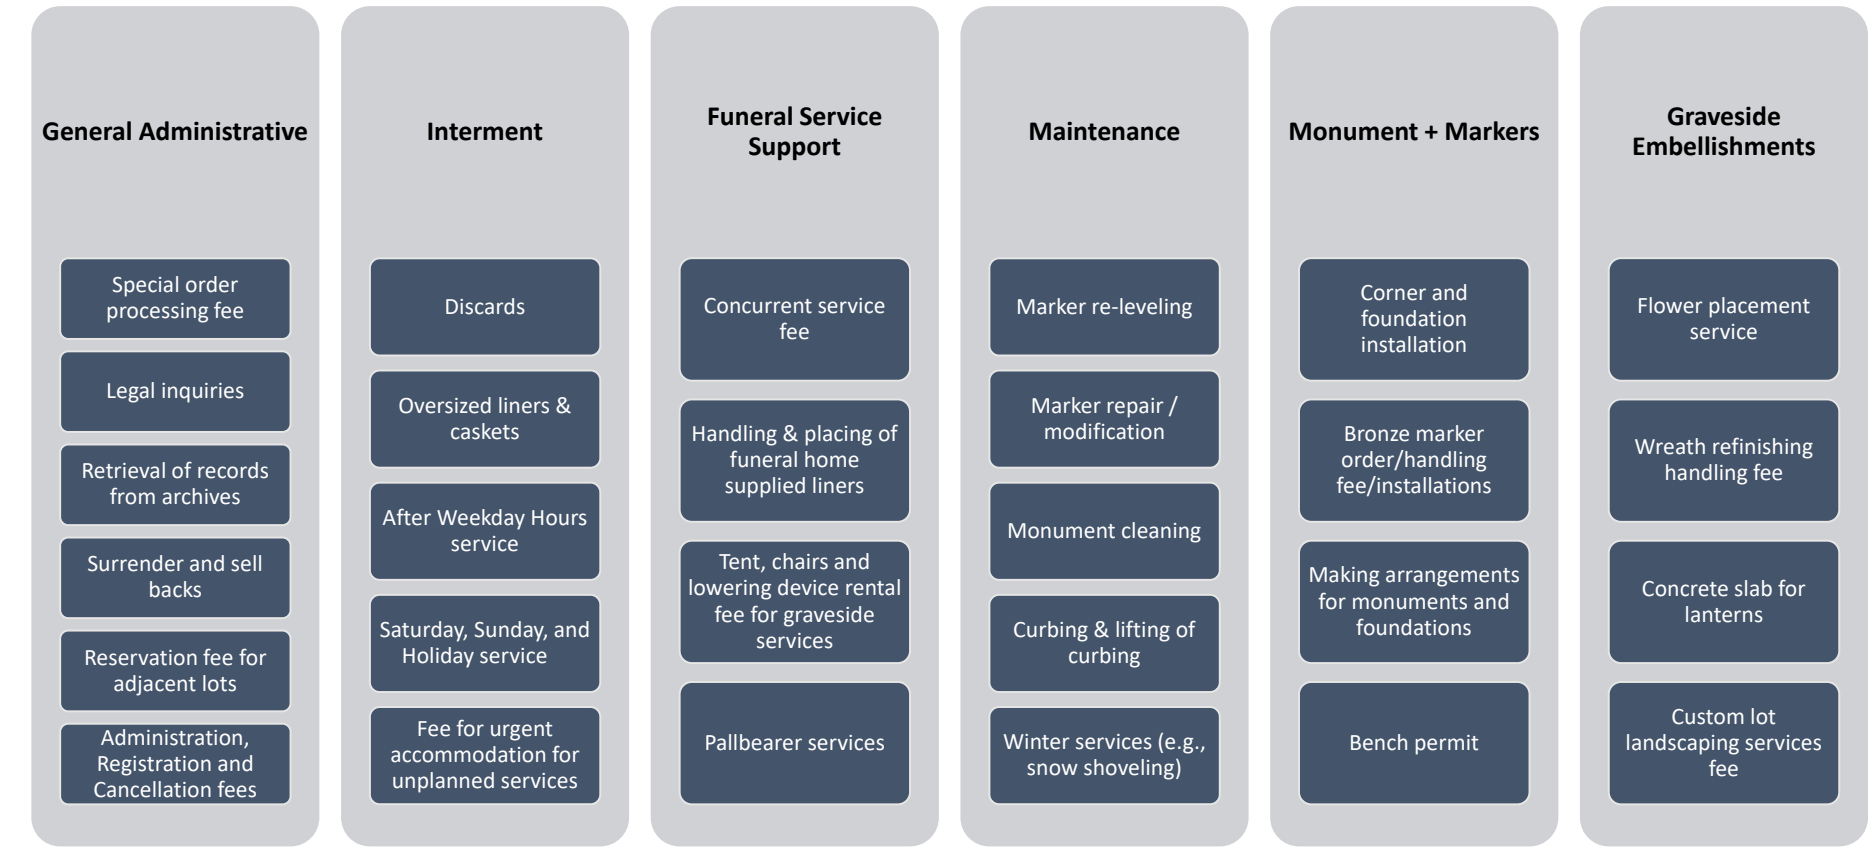 General Administrative
Special order
processing fee
Legal inquiries
Retrieval of records
from archives
Surrender and sell
backs
Reservation fee for
adjacent lots
Administration,
Registration and
Cancellation fees
Interment
Discards
Oversized liners &
caskets
After Weekday Hours
service
Saturday, Sunday, and
Holiday service
Fee for urgent
accommodation for
unplanned services
Funeral Service
Support
Concurrent service
fee
Handling & placing of
funeral home
supplied liners
Tent, chairs and
lowering device rental
fee for graveside
services
Pallbearer services
Maintenance
Marker re-leveling
Marker repair /
modification
Monument cleaning
Curbing & lifting of
curbing
Winter services (e.g.,
snow shoveling)
Monument + Markers
Corner and
foundation
installation
Bronze marker
order/handling
fee/installations
Making arrangements
for monuments and
foundations
Bench permit
Graveside
Embellishments
Flower placement
service
Wreath refinishing
handling fee
Concrete slab for
lanterns
Custom lot
landscaping services
fee